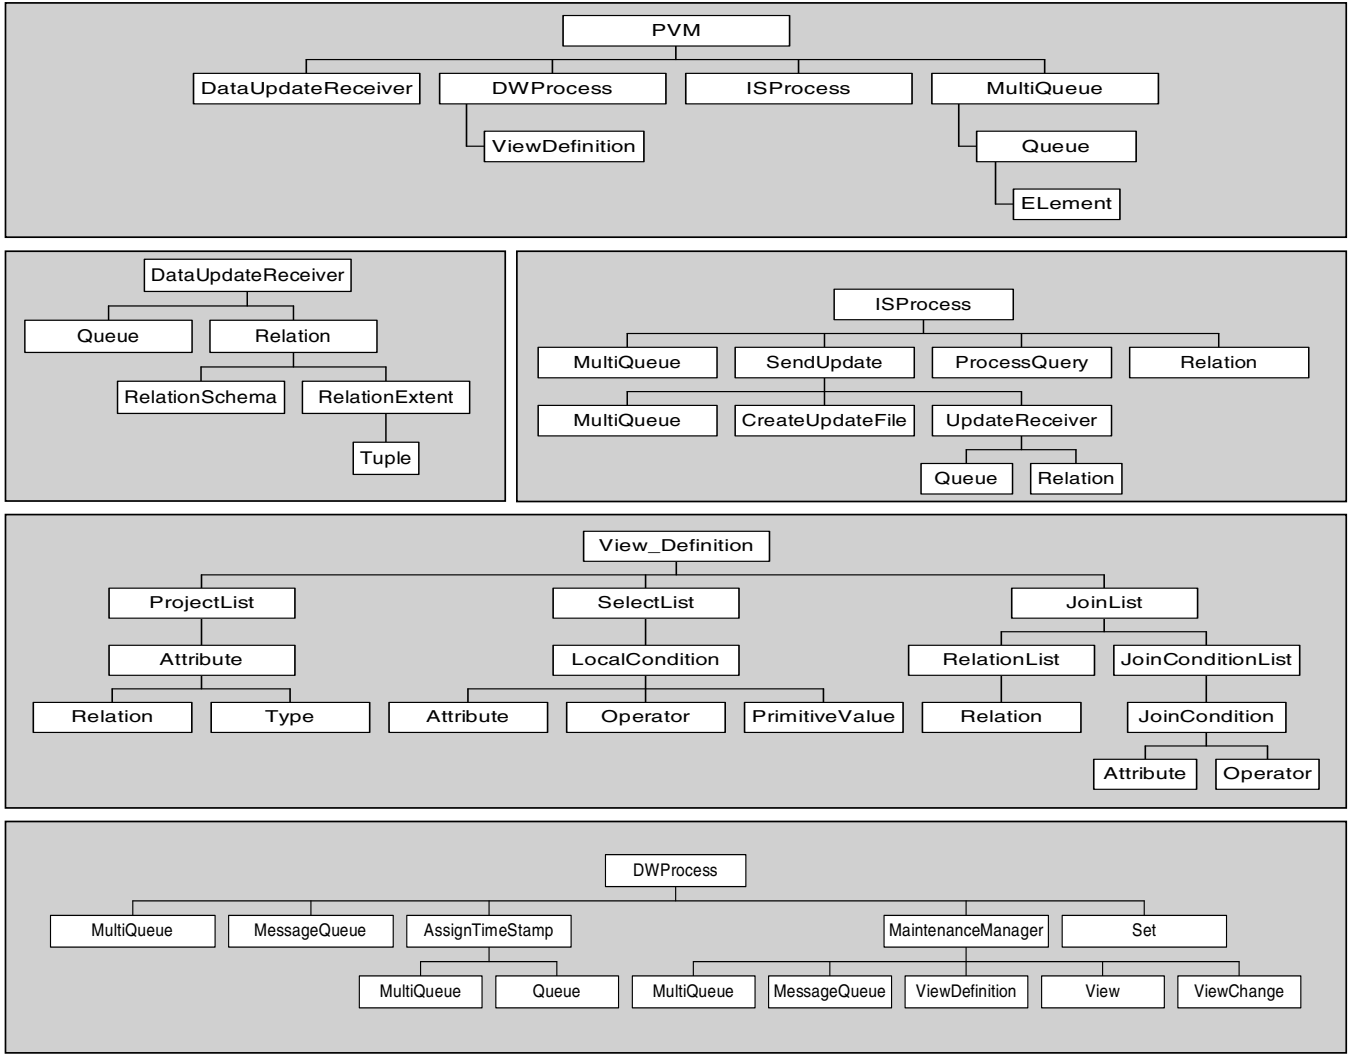 PVM
DataUpdateReceiver DWProcess ISProcess MultiQueue
ViewDefinition Queue
ELement
DataUpdateReceiver
Queue Relation
RelationSchema RelationExtent
Tuple
ISProcess
MultiQueue SendUpdate ProcessQuery Relation
MultiQueue CreateUpdateFile UpdateReceiver
Queue Relation
View_Definition
ProjectList SelectList JoinList
Attribute LocalCondition RelationList JoinConditionList
Relation Type Attribute Operator PrimitiveValue Relation JoinCondition
Attribute Operator
DWProcess
MultiQueue MessageQueue AssignTimeStamp MaintenanceManager Set
MultiQueue Queue MultiQueue MessageQueue ViewDefinition View ViewChange